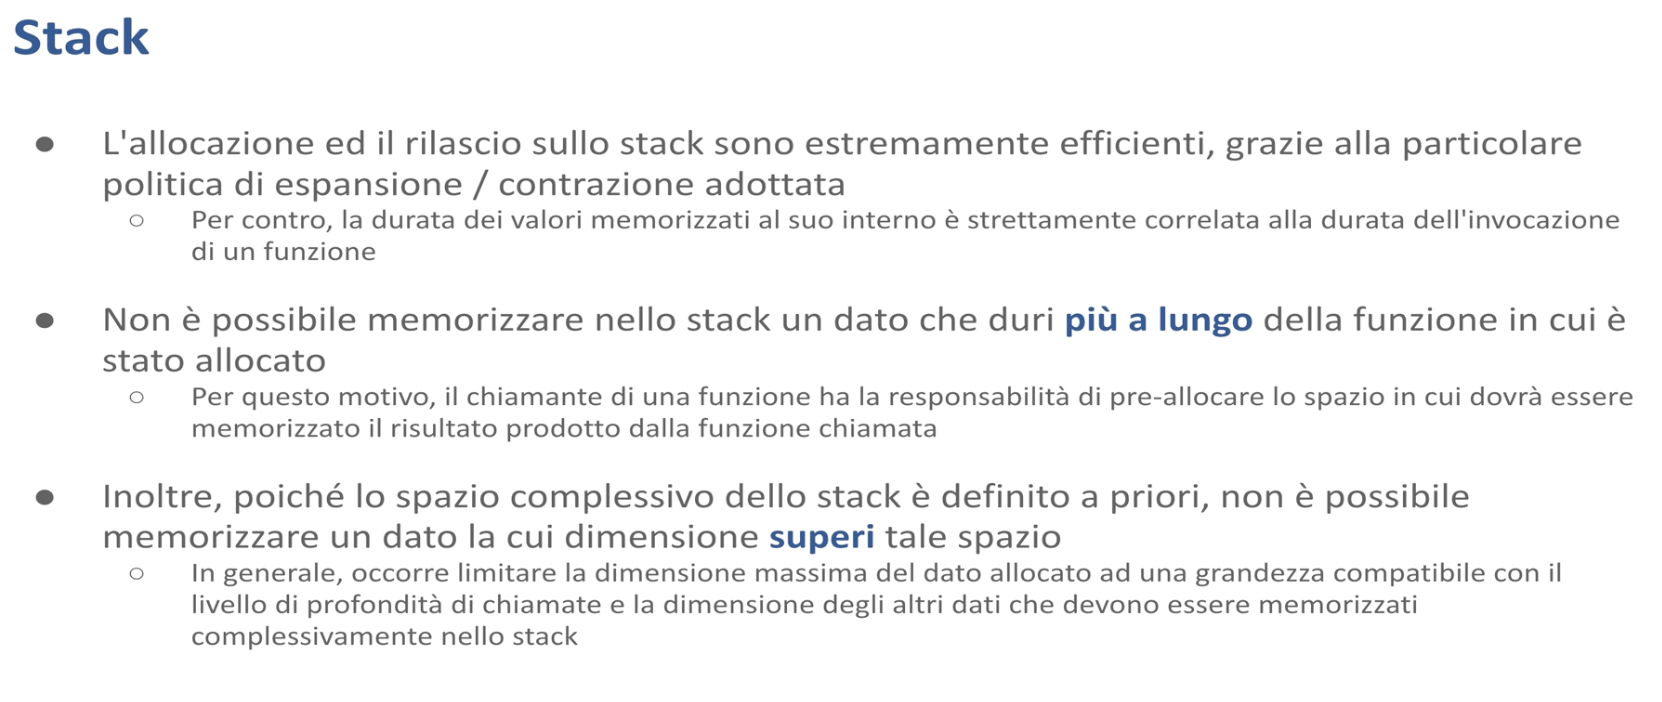 Stack
● L'allocazione ed il rilascio sullo stack sono estremamente efficienti, grazie alla particolare
politica di espansione / contrazione adottata
○ Per contro, la durata dei valori memorizzati al suo interno è strettamente correlata alla durata dell'invocazione
di un funzione
● Non è possibile memorizzare nello stack un dato che duri più a lungo della funzione in cui è
stato allocato
○ Per questo motivo, il chiamante di una funzione ha la responsabilità di pre-allocare lo spazio in cui dovrà essere
memorizzato il risultato prodotto dalla funzione chiamata
● Inoltre, poiché lo spazio complessivo dello stack è definito a priori, non è possibile
memorizzare un dato la cui dimensione superi tale spazio
○ In generale, occorre limitare la dimensione massima del dato allocato ad una grandezza compatibile con il
livello di profondità di chiamate e la dimensione degli altri dati che devono essere memorizzati
complessivamente nello stack